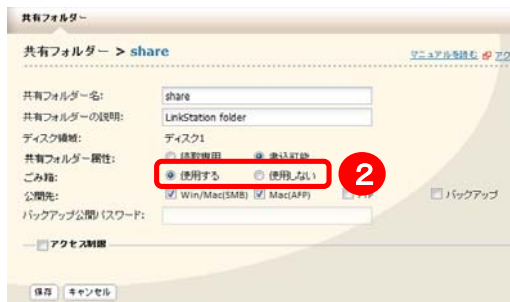 共有フォルダー
共有フォルダー > share
マニュアルを読む アク
共有フォルダー名: share
共有フォルダーの説明: LinkStation folder
ディスク領域: ディスク1
共有フォルダー属性: 読取専用 書込可能
ごみ箱: 使用する 使用しない 2
公開先: Win/Mac(SMB) Mac(AFP) バックアップ
バックアップ公開パスワード:
アクセス制限
保存 キャンセル